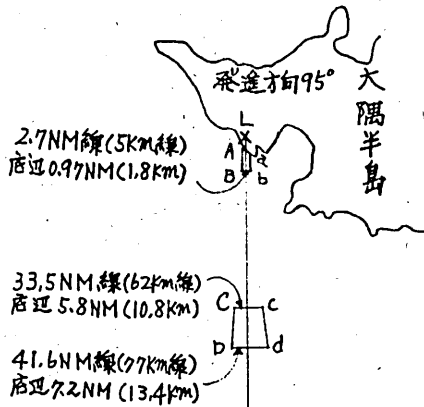 飛送方向95°
大隅半島
L
A a
B b
2.7NM線(5Km線)
底辺0.97NM(1.8Km)
33.5NM線(62Km線)
底辺5.8NM(10.8Km)
C c
D d
41.6NM線(77Km線)
底辺7.2NM(13.4Km)